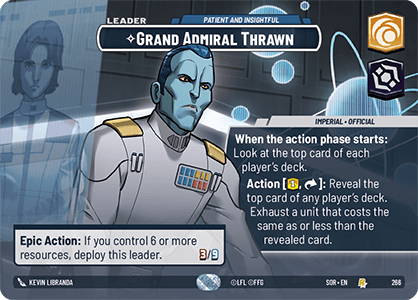 LEADER
PATIENT AND INSIGHTFUL
GRAND ADMIRAL THRAWN
IMPERIAL • OFFICIAL
When the action phase starts:
Look at the top card of each
player's deck.
Action [1, ]: Reveal the
top card of any player's deck.
Exhaust a unit that costs the
same as or less than the
revealed card.
Epic Action: If you control 6 or more
resources, deploy this leader.
3/9
KEVIN LIBRANDA
©LFL ©FFG
SOR • EN
266